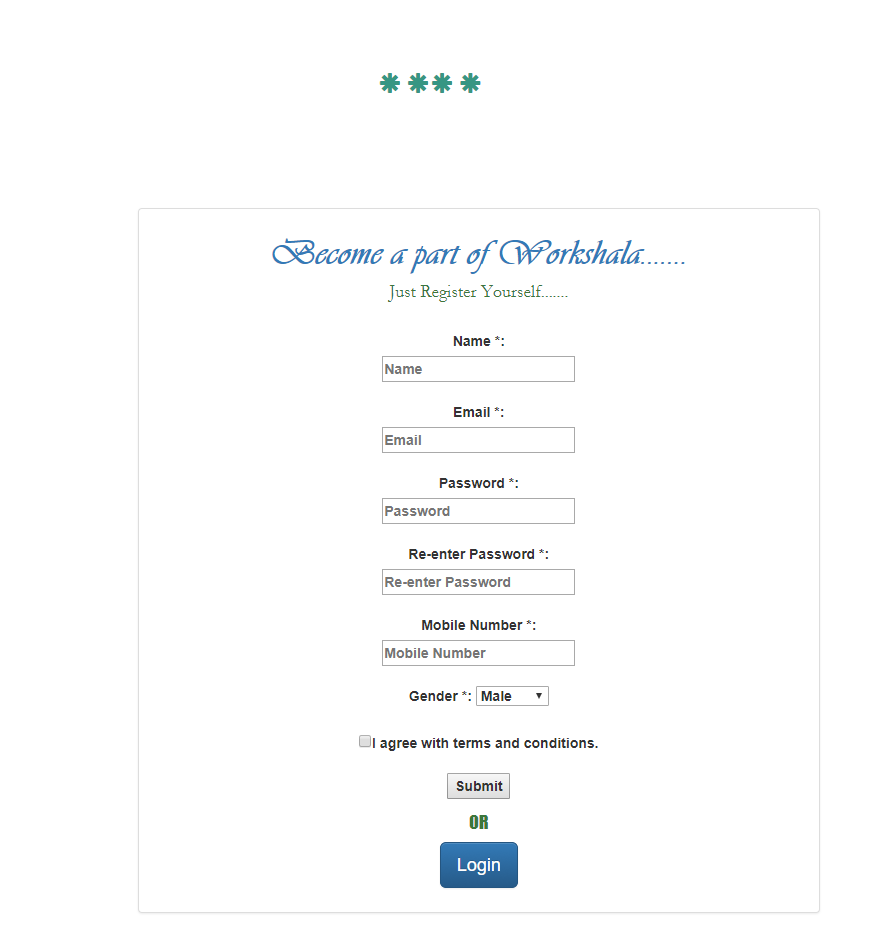 Become a part of Workshala.......
Just Register Yourself.......
Name *:
Name
Email *:
Email
Password *:
Password
Re-enter Password *:
Re-enter Password
Mobile Number *:
Mobile Number
Gender *: Male
I agree with terms and conditions.
Submit
OR
Login